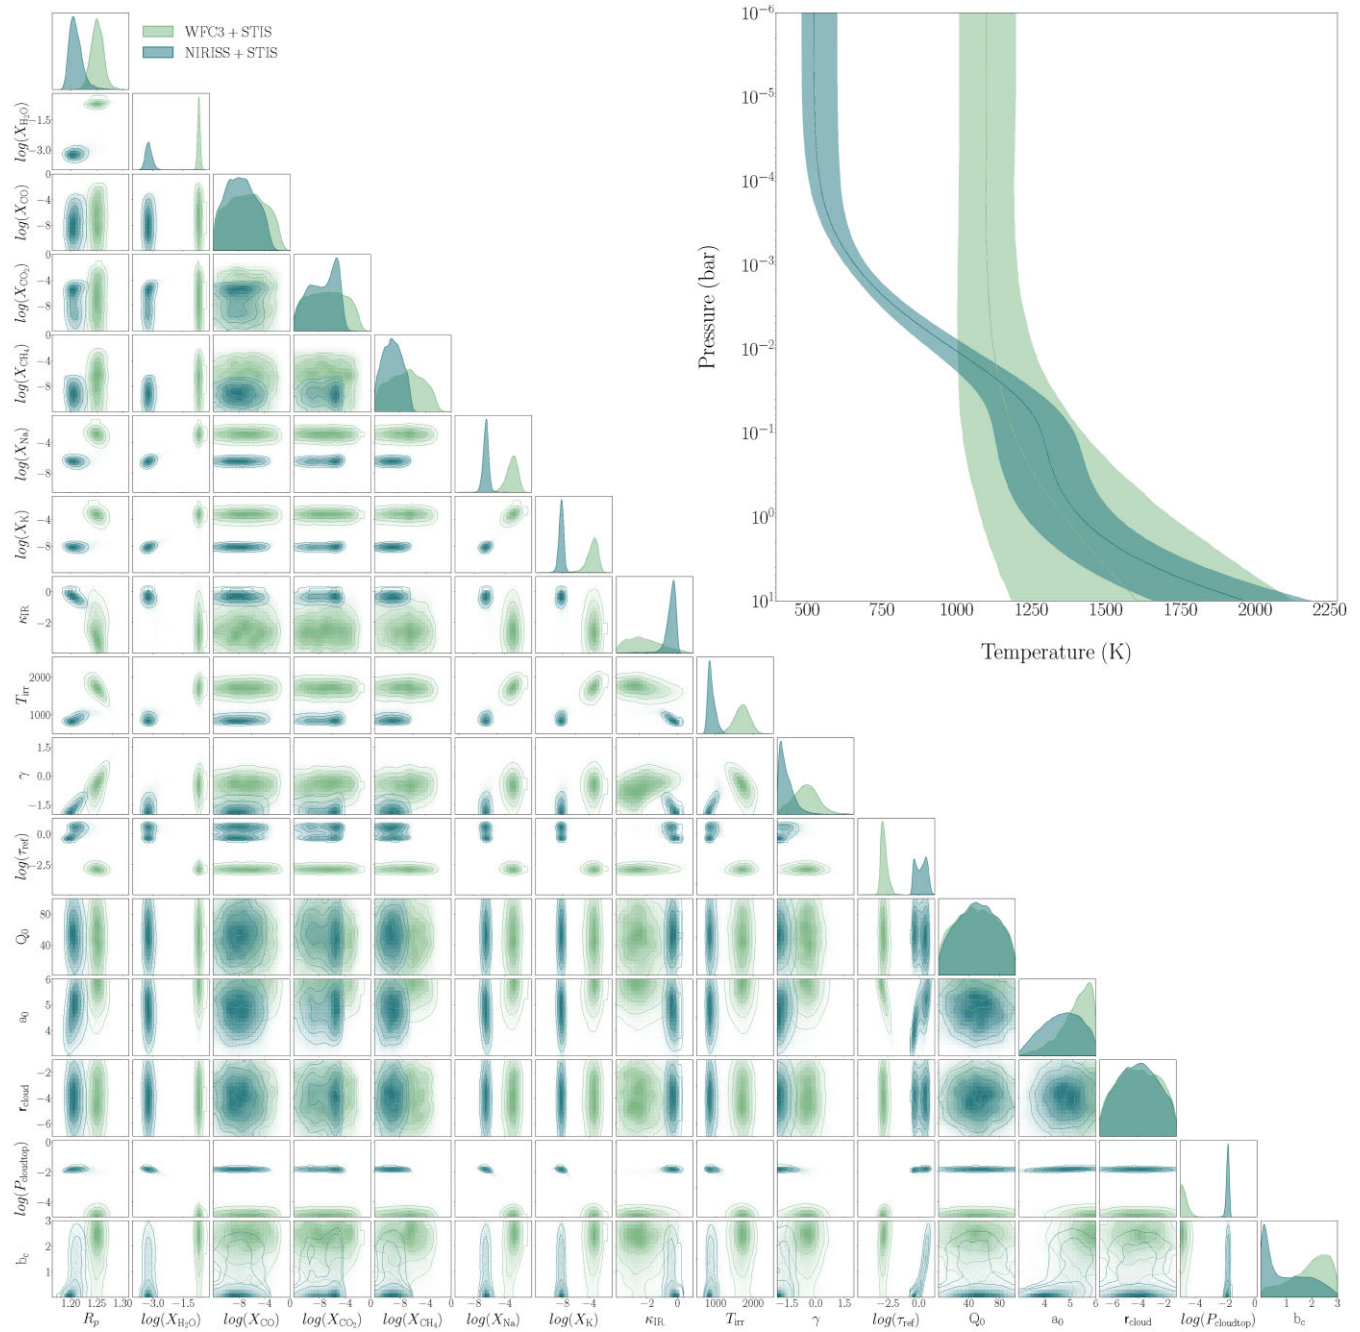 WFC3 + STIS
NIRISS + STIS
10⁻⁶
10⁻⁵
10⁻⁴
10⁻³
10⁻²
10⁻¹
10⁰
10¹
Pressure (bar)
500 750 1000 1250 1500 1750 2000 2250
Temperature (K)
log(X_H₂O)
−1.5
−3.0
log(X_CO)
0
−4
−8
log(X_CO₂)
0
−4
−8
log(X_CH₄)
0
−4
−8
log(X_Na)
−4
−8
log(X_K)
−4
−8
κ_IR
0
−2
T_irr
2000
1000
γ
1.5
0.0
−1.5
log(τ_ref)
0.0
−2.5
Q₀
80
40
a₀
6
5
4
r_cloud
−2
−4
−6
log(P_cloudtop)
0
−2
−4
b_c
3
2
1
1.20 1.25 1.30 −3.0 −1.5 −8 −4 0 −8 −4 0 −8 −4 0 −8 −4 −8 −4 −2 0 1000 2000 −1.5 0.0 1.5 −2.5 0.0 40 80 4 5 6 −6 −4 −2 −4 −2 0 1 2 3
R_p log(X_H₂O) log(X_CO) log(X_CO₂) log(X_CH₄) log(X_Na) log(X_K) κ_IR T_irr γ log(τ_ref) Q₀ a₀ r_cloud log(P_cloudtop) b_c